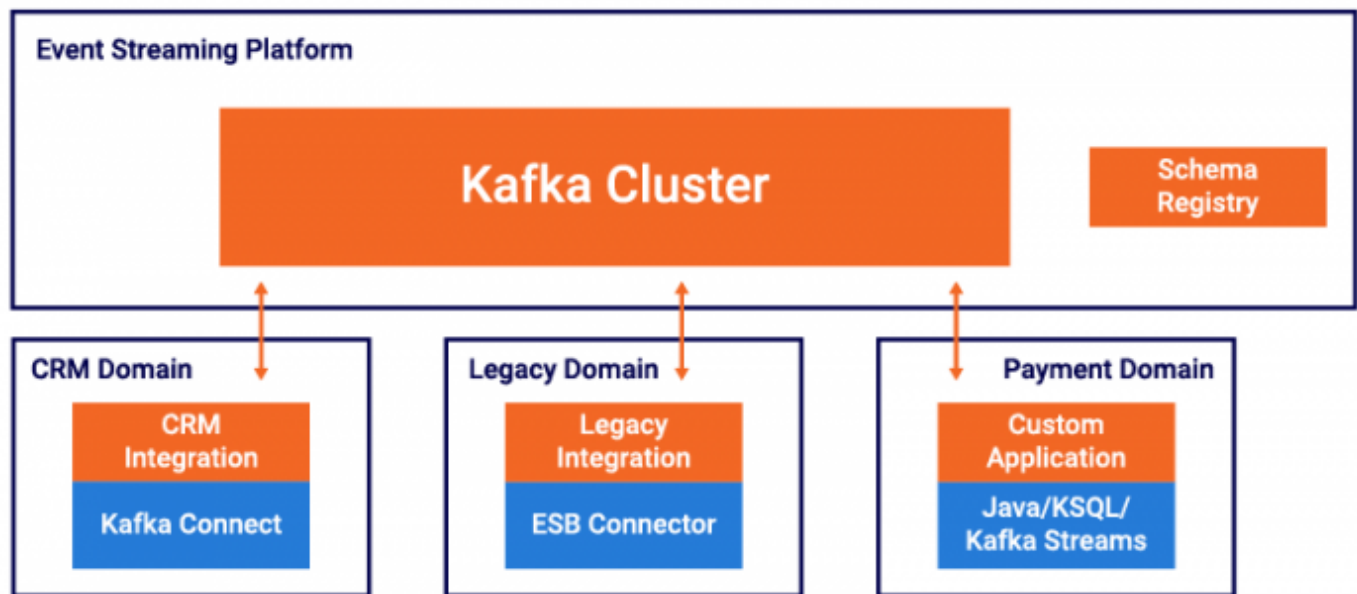 Event Streaming Platform
Kafka Cluster
Schema
Registry
CRM Domain
CRM
Integration
Kafka Connect
Legacy Domain
Legacy
Integration
ESB Connector
Payment Domain
Custom
Application
Java/KSQL/
Kafka Streams